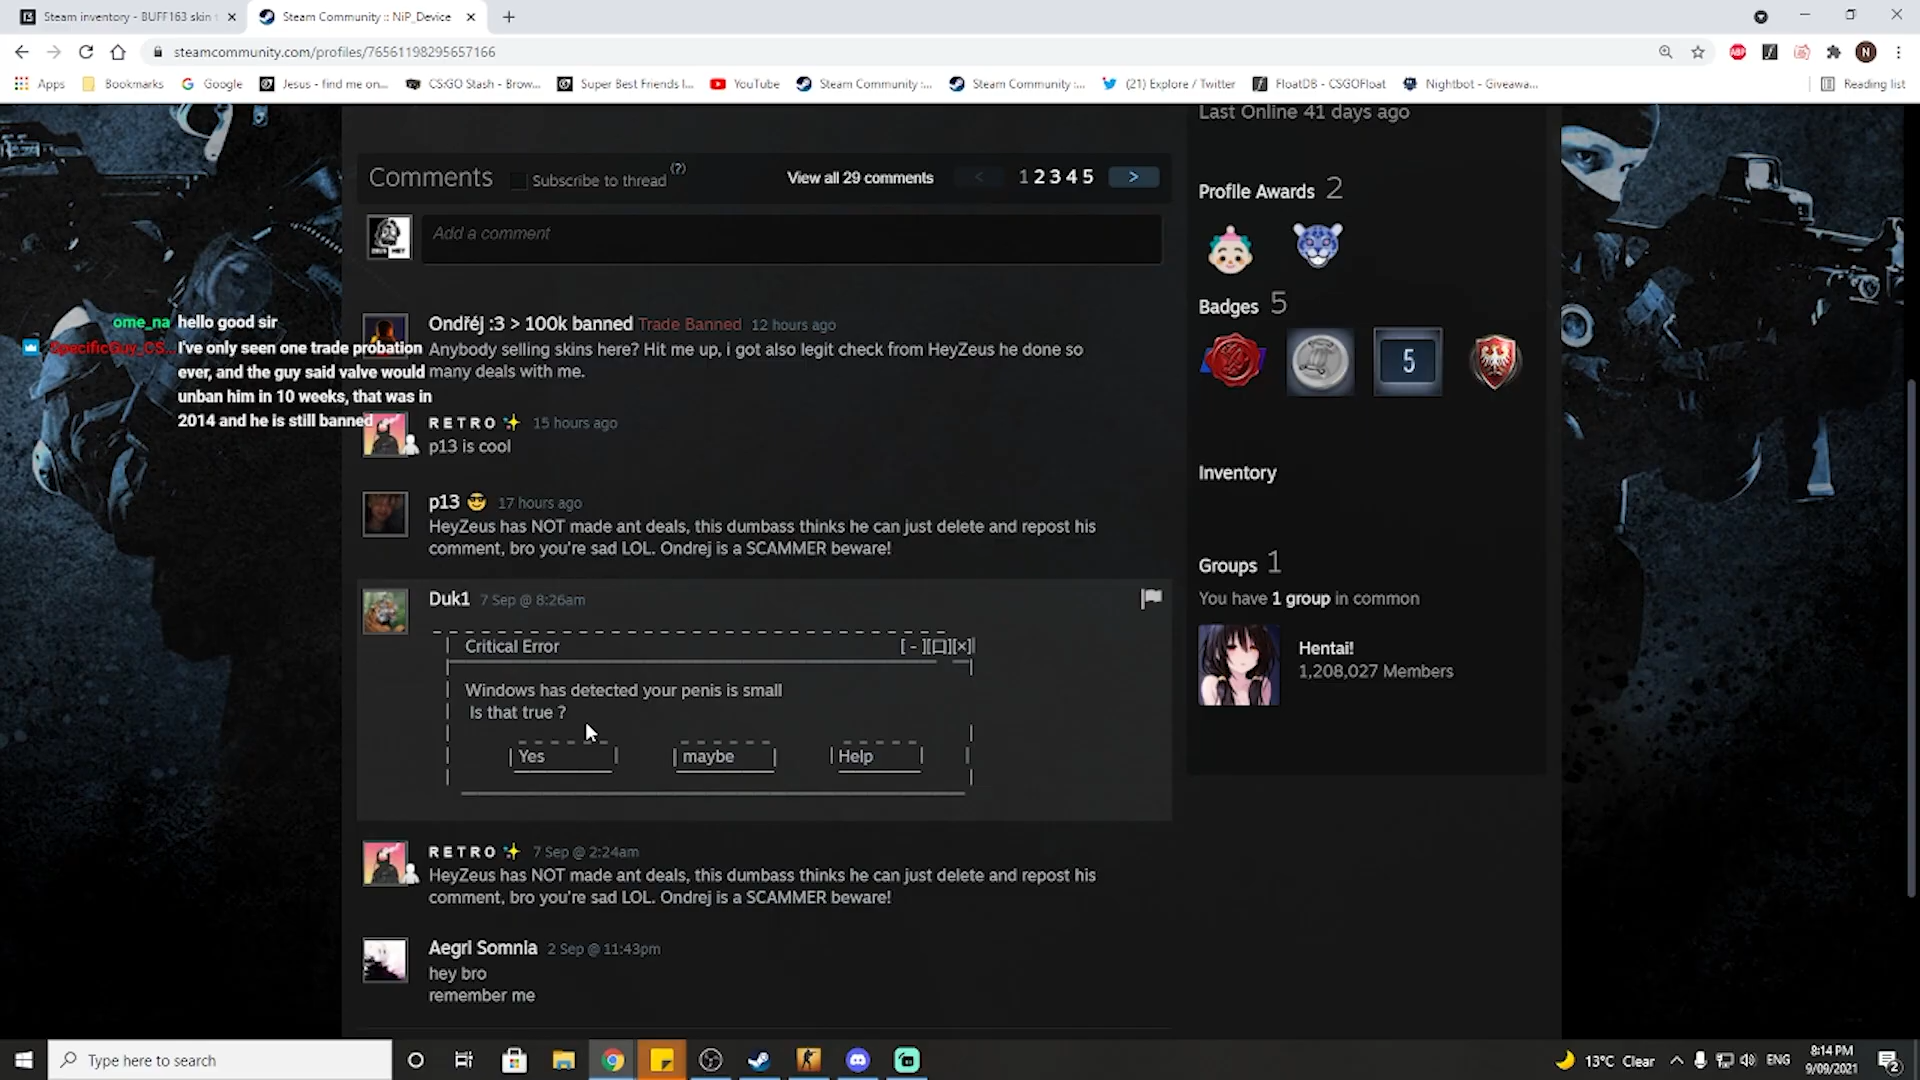 Steam inventory - BUFF163 skin
Steam Community :: NiP_Device
steamcommunity.com/profiles/76561198295657166
Apps
Bookmarks
Google
Jesus - find me on...
CS:GO Stash - Brow...
Super Best Friends I...
YouTube
Steam Community :...
Steam Community :...
(21) Explore / Twitter
FloatDB - CSGOFloat
Nightbot - Giveawa...
Reading list
Last Online 41 days ago
Comments
Subscribe to thread (?)
View all 29 comments
< 1 2 3 4 5 >
Add a comment
Profile Awards 2
Badges 5
5
Inventory
Groups 1
You have 1 group in common
Hentai!
1,208,027 Members
ome_na hello good sir
SpecificGuy_CS... I've only seen one trade probation
ever, and the guy said valve would
unban him in 10 weeks, that was in
2014 and he is still banned
Ondřéj :3 > 100k banned Trade Banned 12 hours ago
Anybody selling skins here? Hit me up, i got also legit check from HeyZeus he done so
many deals with me.
R E T R O 15 hours ago
p13 is cool
p13 17 hours ago
HeyZeus has NOT made ant deals, this dumbass thinks he can just delete and repost his
comment, bro you're sad LOL. Ondrej is a SCAMMER beware!
Duk1 7 Sep @ 8:26am
Critical Error [ - ][口][×]
Windows has detected your penis is small
Is that true ?
Yes maybe Help
R E T R O 7 Sep @ 2:24am
HeyZeus has NOT made ant deals, this dumbass thinks he can just delete and repost his
comment, bro you're sad LOL. Ondrej is a SCAMMER beware!
Aegri Somnia 2 Sep @ 11:43pm
hey bro
remember me
Type here to search
13°C Clear
ENG
8:14 PM
9/09/2021
2